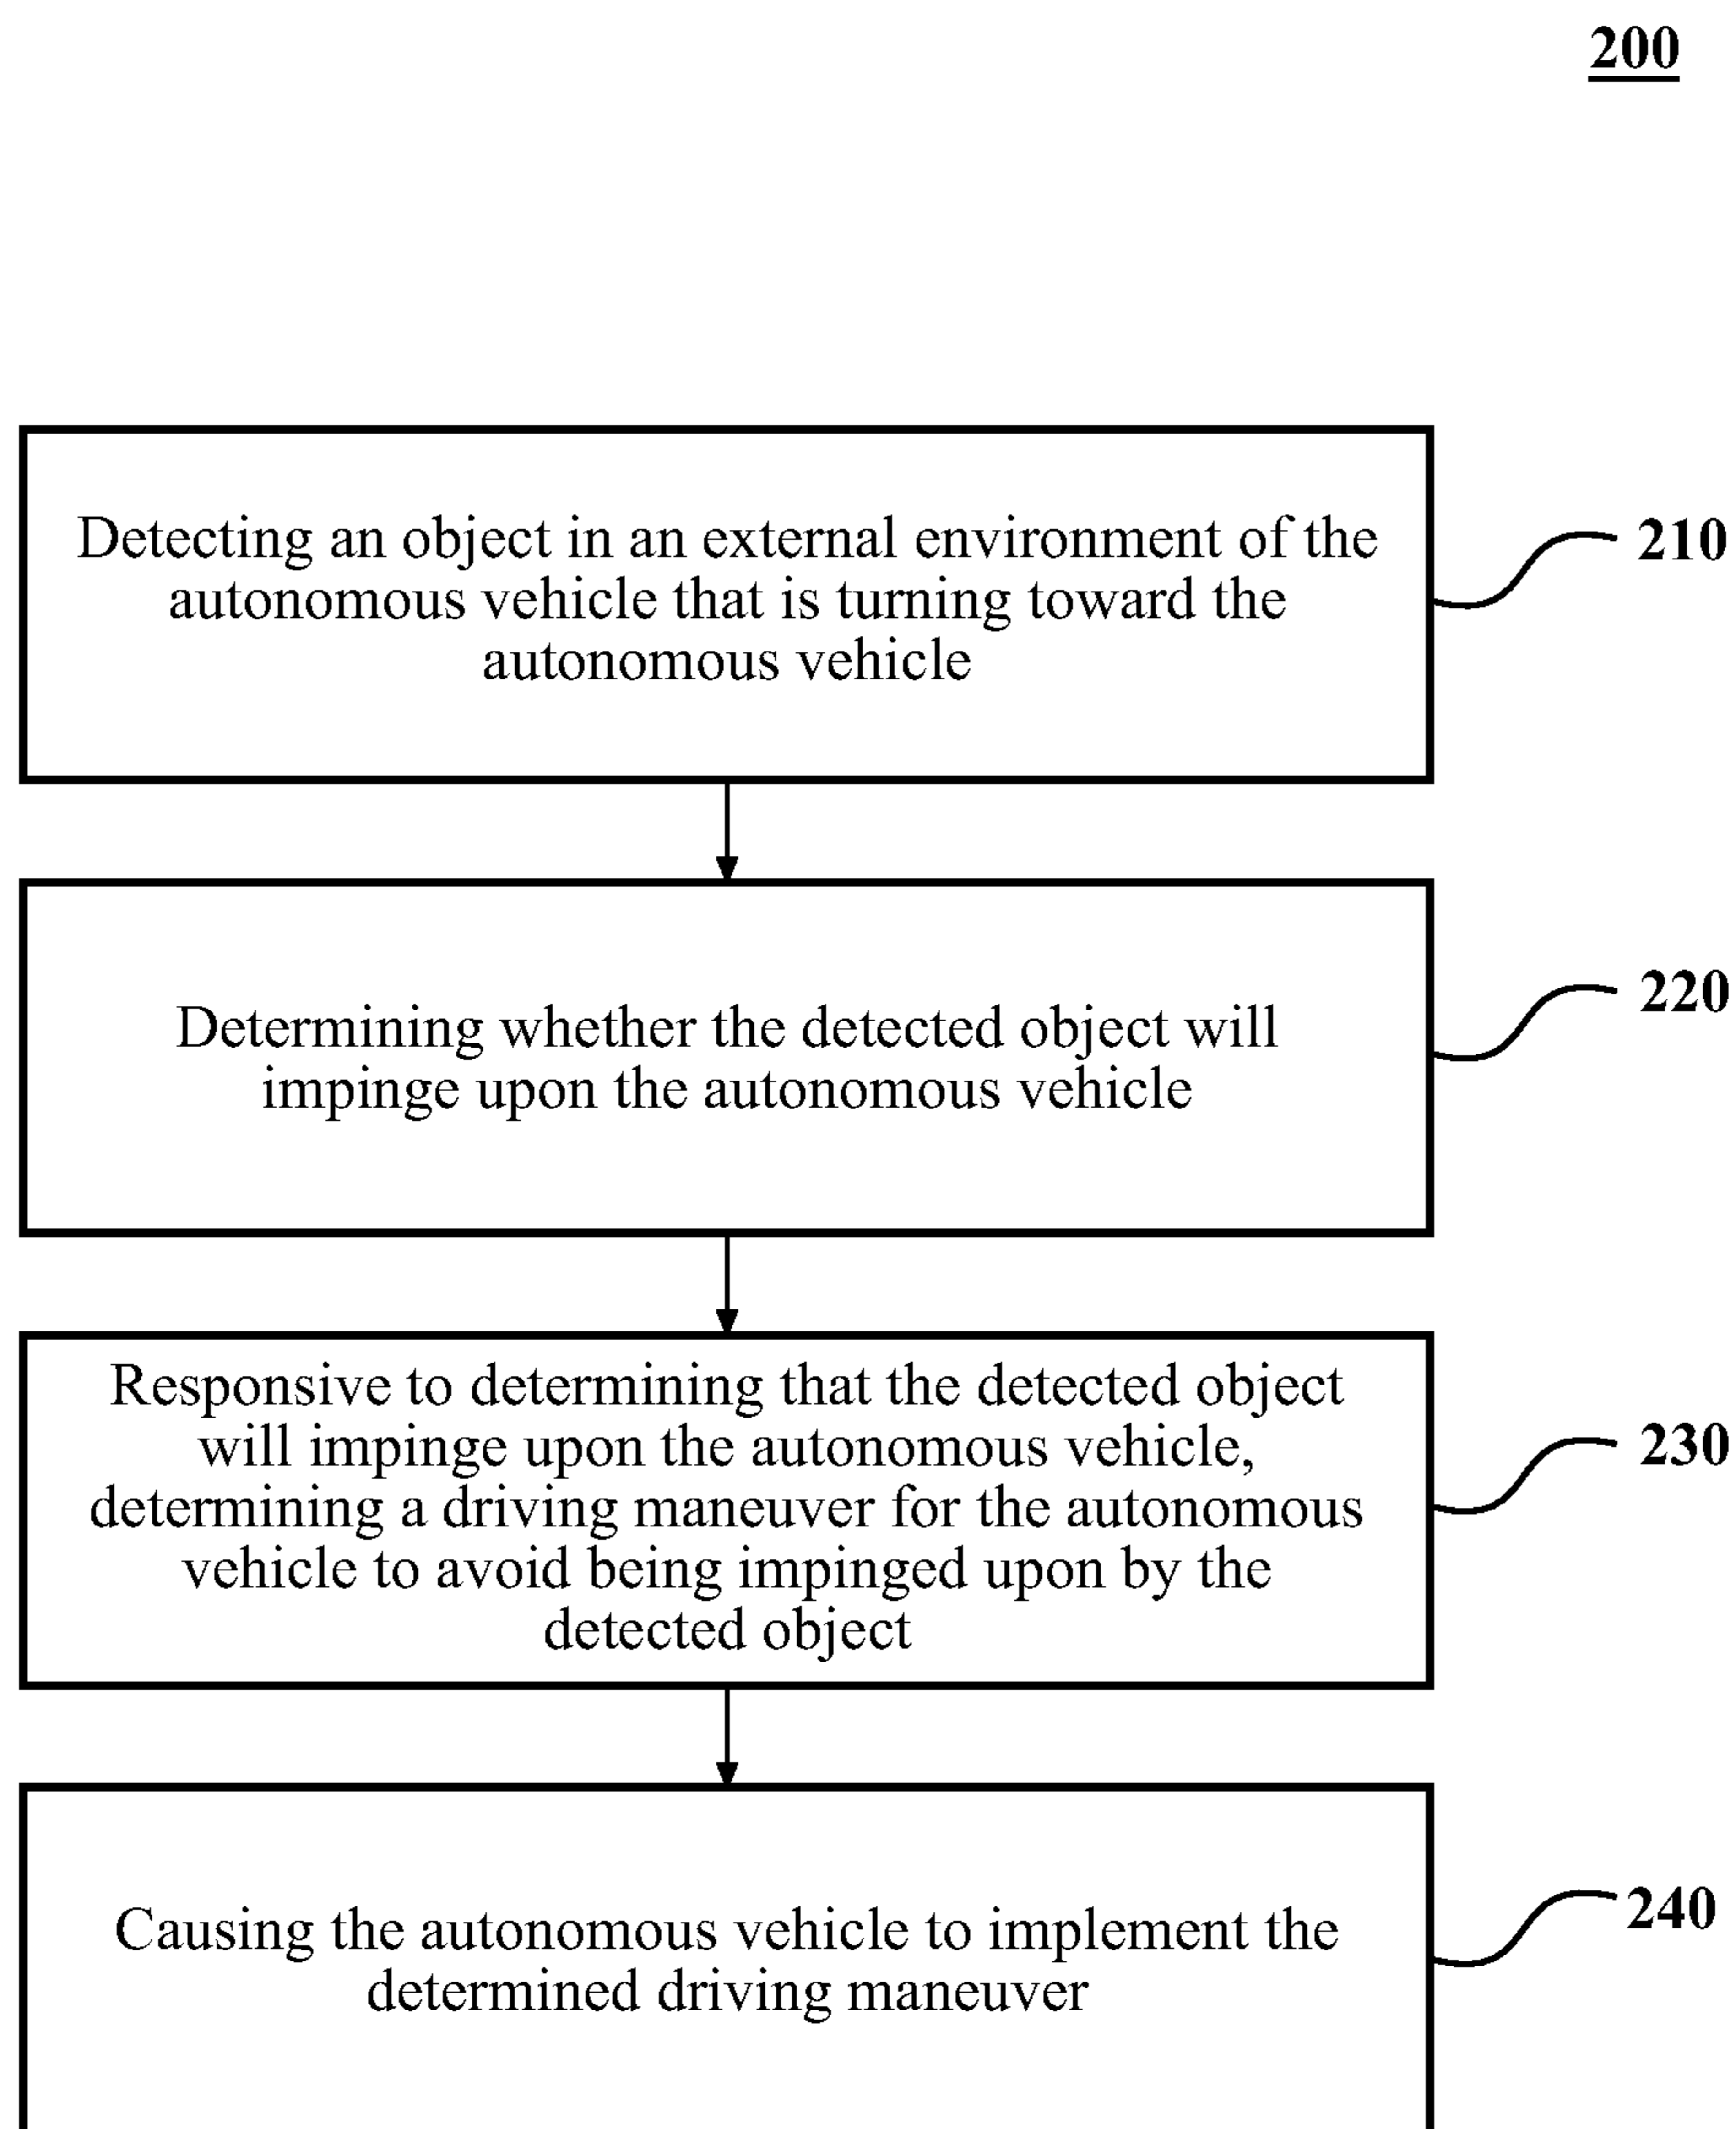 200
Detecting an object in an external environment of the
autonomous vehicle that is turning toward the
autonomous vehicle
210
Determining whether the detected object will
impinge upon the autonomous vehicle
220
Responsive to determining that the detected object
will impinge upon the autonomous vehicle,
determining a driving maneuver for the autonomous
vehicle to avoid being impinged upon by the
detected object
230
Causing the autonomous vehicle to implement the
determined driving maneuver
240